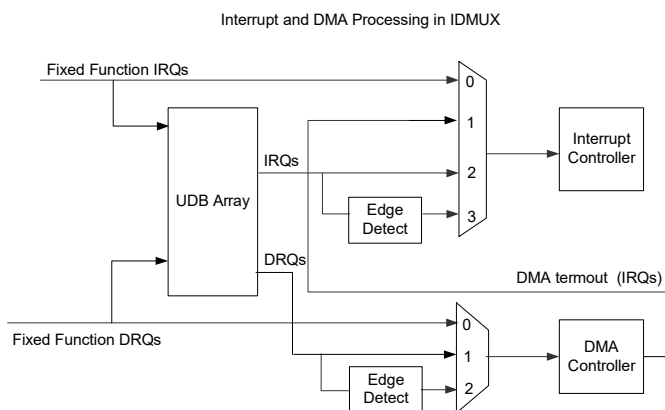 Interrupt and DMA Processing in IDMUX
Fixed Function IRQs
0
1
Interrupt
Controller
IRQs
2
UDB Array
Edge
Detect
3
DRQs
DMA termout (IRQs)
0
Fixed Function DRQs
1
DMA
Controller
Edge
Detect
2